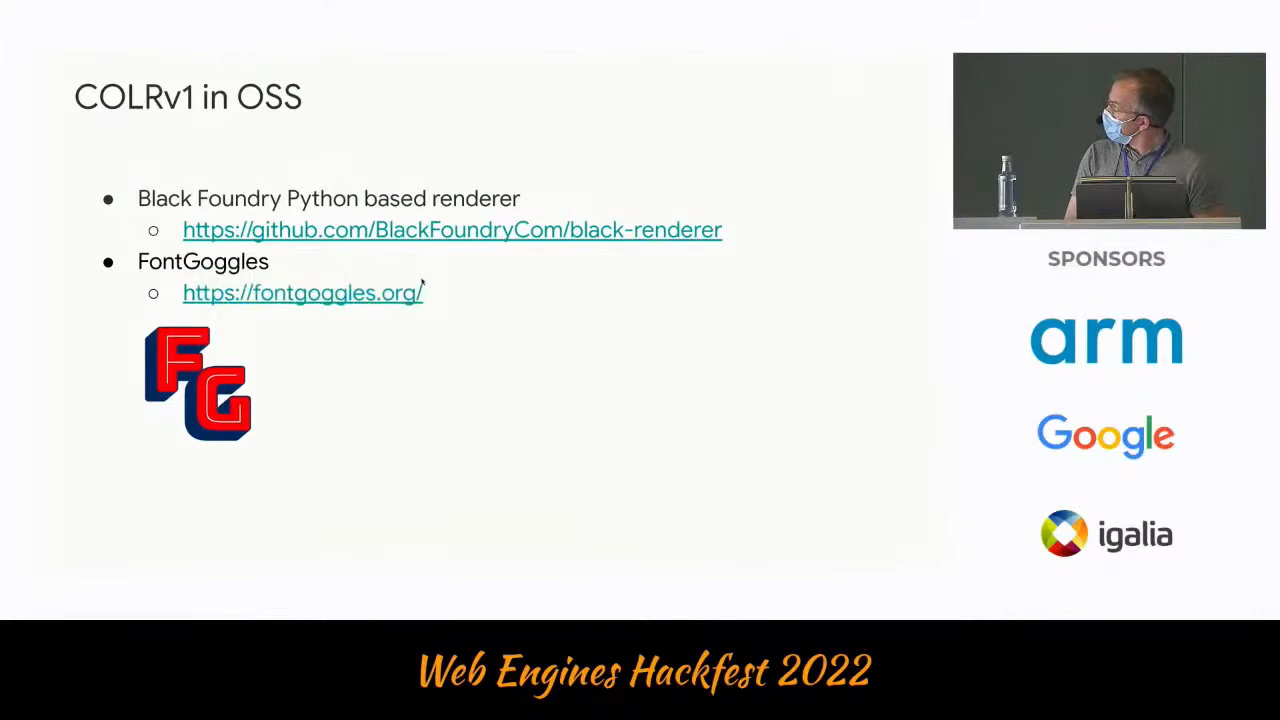 COLRv1 in OSS
● Black Foundry Python based renderer
○ https://github.com/BlackFoundryCom/black-renderer
● FontGoggles
○ https://fontgoggles.org/
FG
SPONSORS
arm
Google
igalia
Web Engines Hackfest 2022